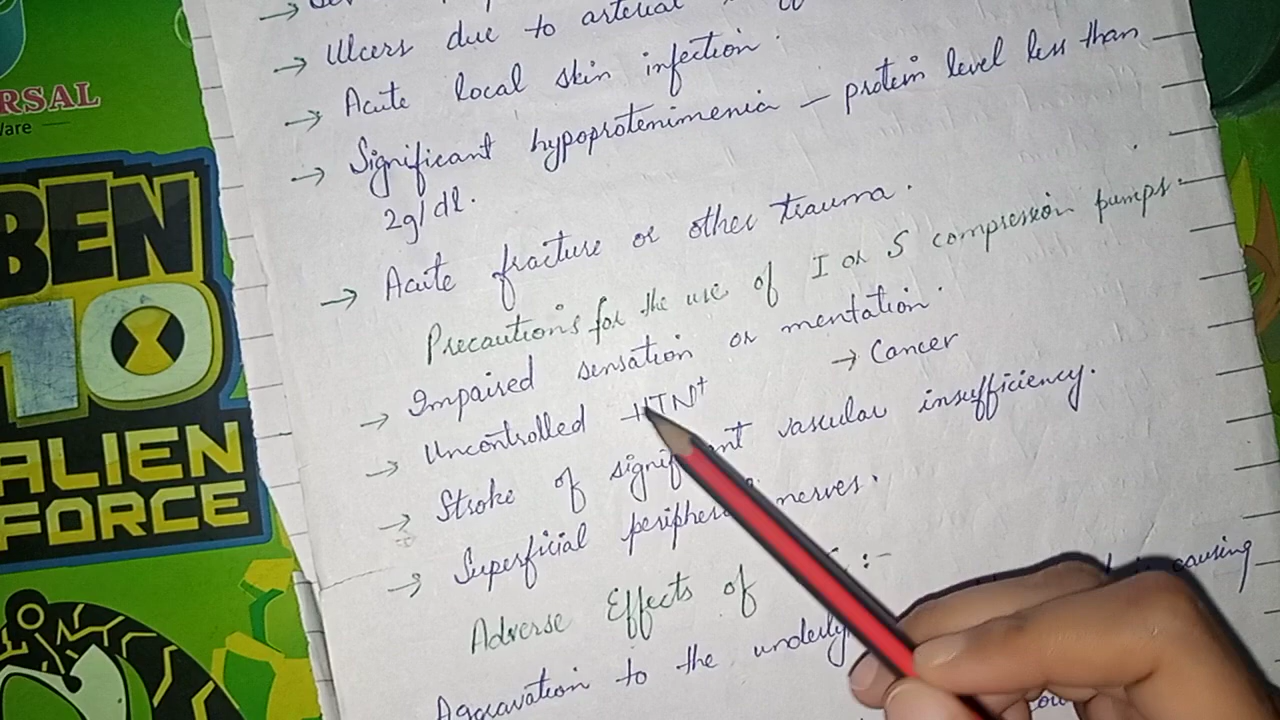 RSAL
Ware
BEN
10
ALIEN
FORCE
→ Ulcers due to arterial
→ Acute local skin infection.
→ Significant hypoprotenimenia – protein level less than
2g/dl.
→ Acute fracture or other trauma.
Precautions for the use of I or S compression pumps.
→ Impaired sensation or mentation.
→ Cancer
→ Uncontrolled HTN+
→ Stroke of significant vascular insufficiency.
→ Superficial peripheral nerves.
Adverse Effects of :-
Aggravation to the underly causing